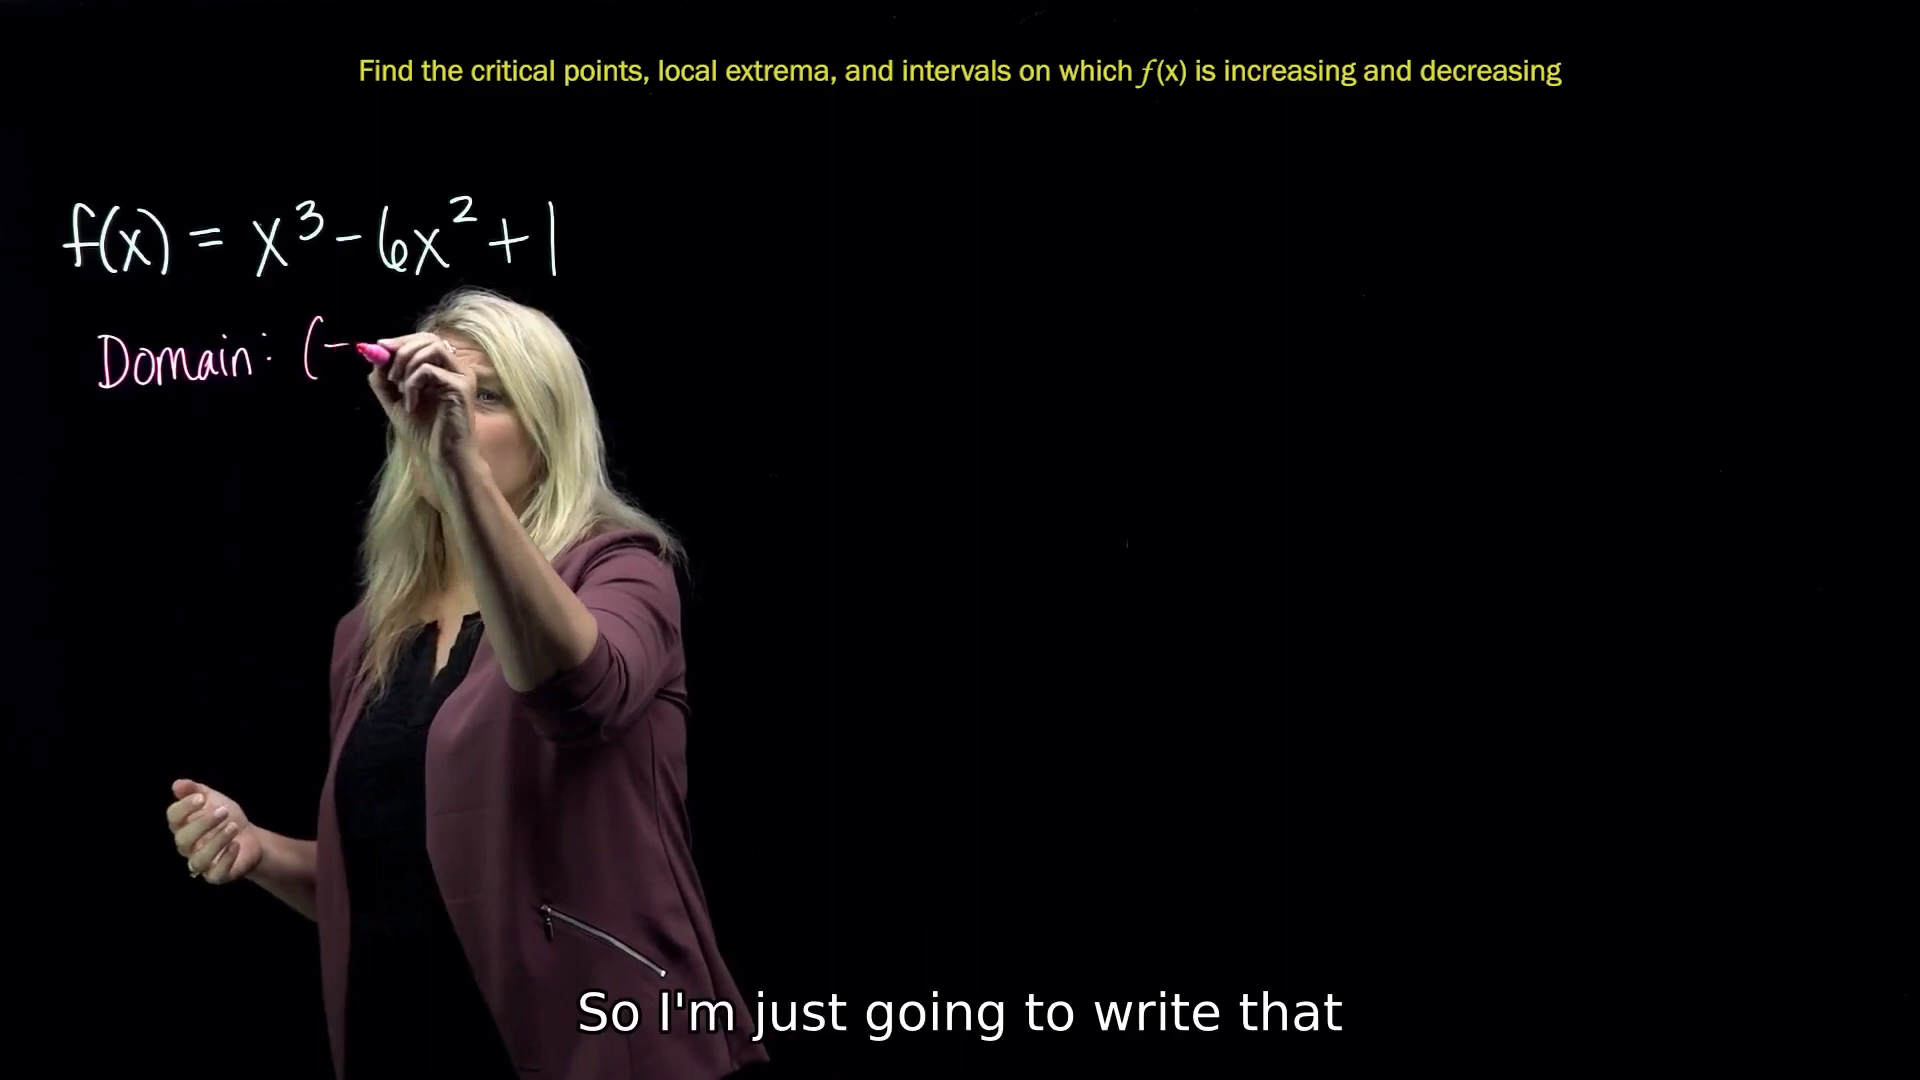 Find the critical points, local extrema, and intervals on which f(x) is increasing and decreasing
f(x) = x³ - 6x² + 1
Domain: (-
So I'm just going to write that